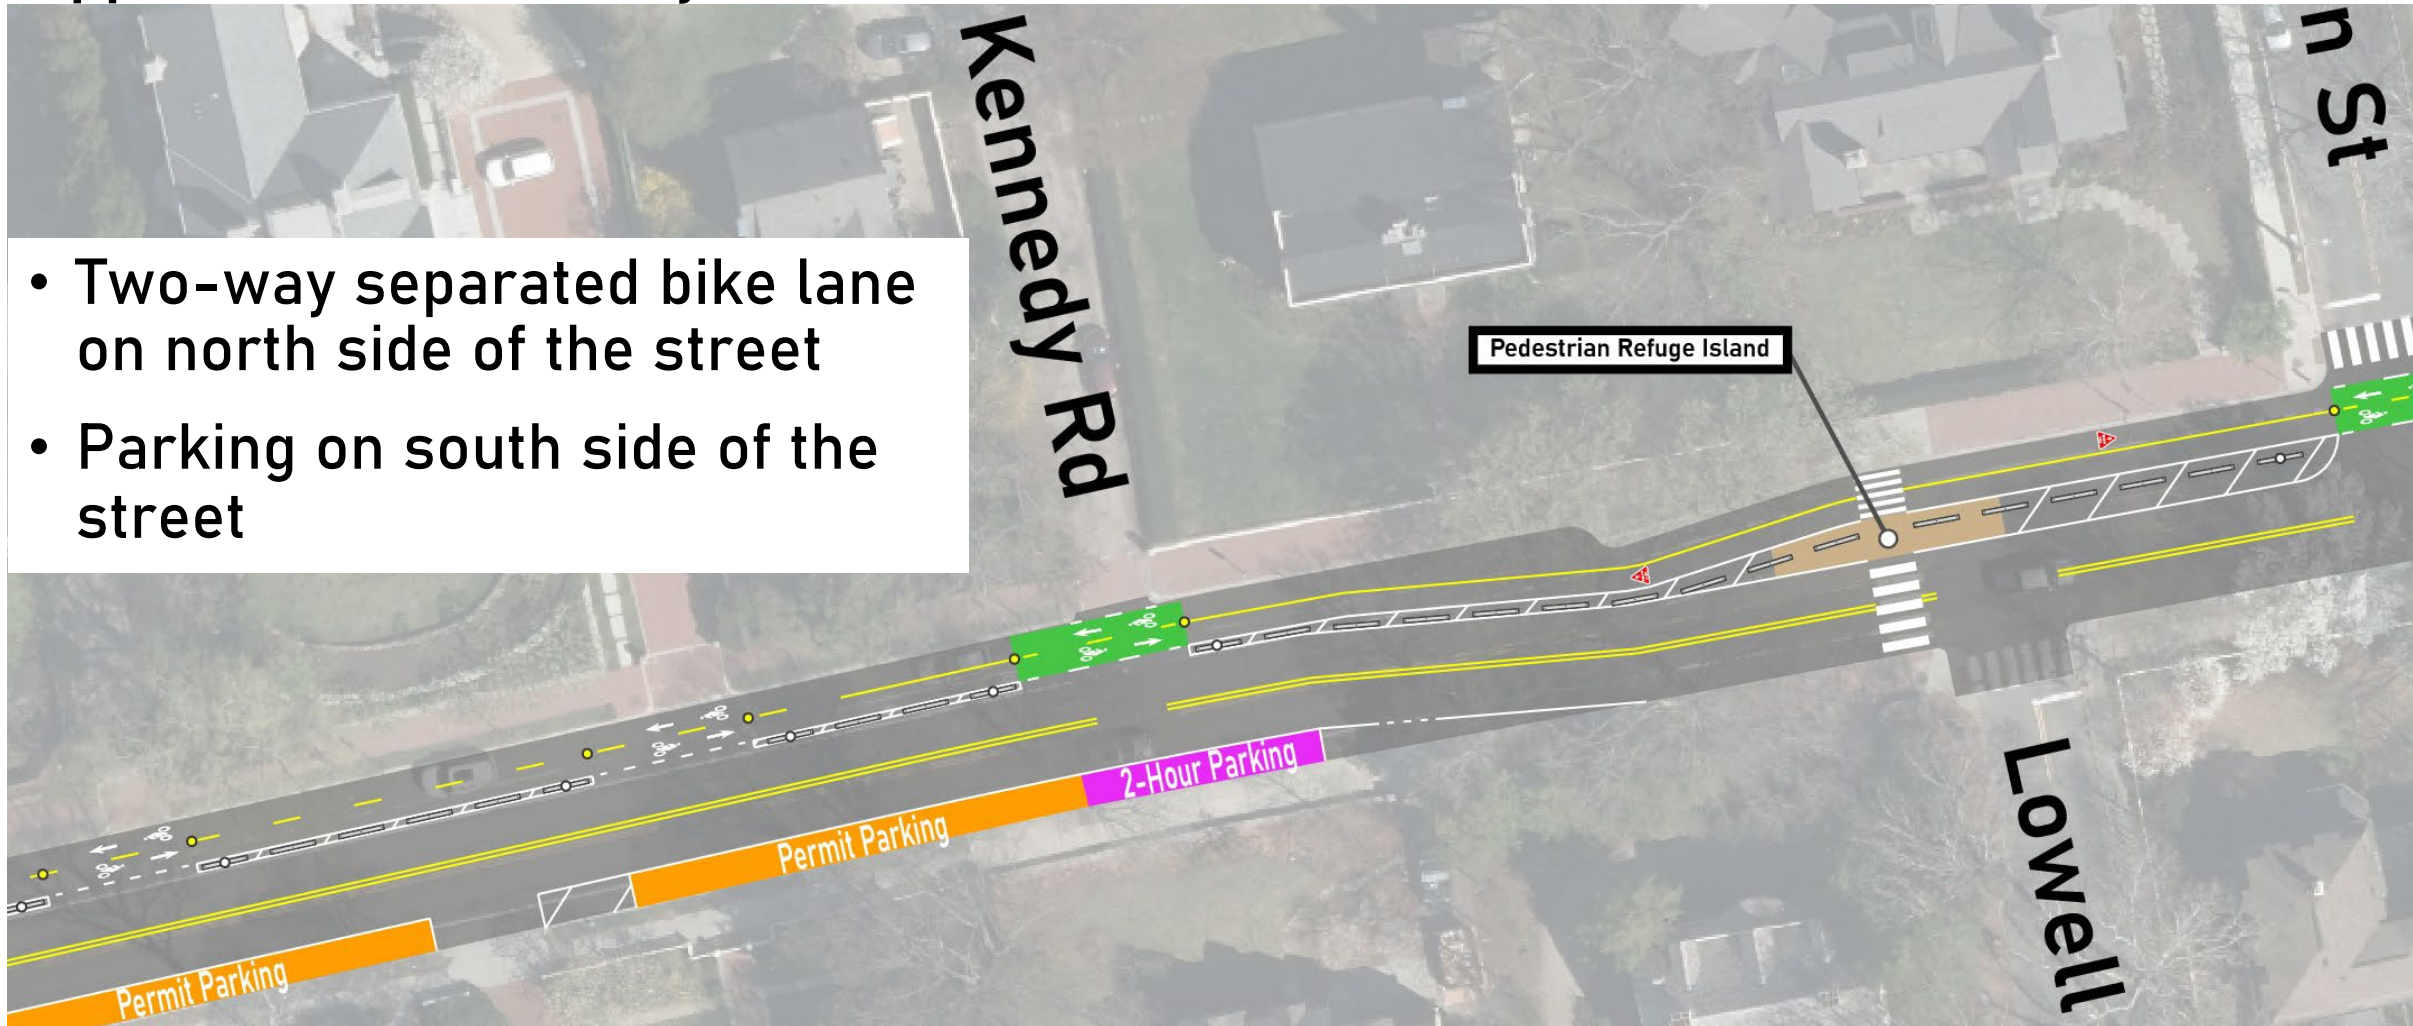 Kennedy Rd
n St
• Two-way separated bike lane
on north side of the street
• Parking on south side of the
street
Pedestrian Refuge Island
2-Hour Parking
Permit Parking
Permit Parking
Lowell